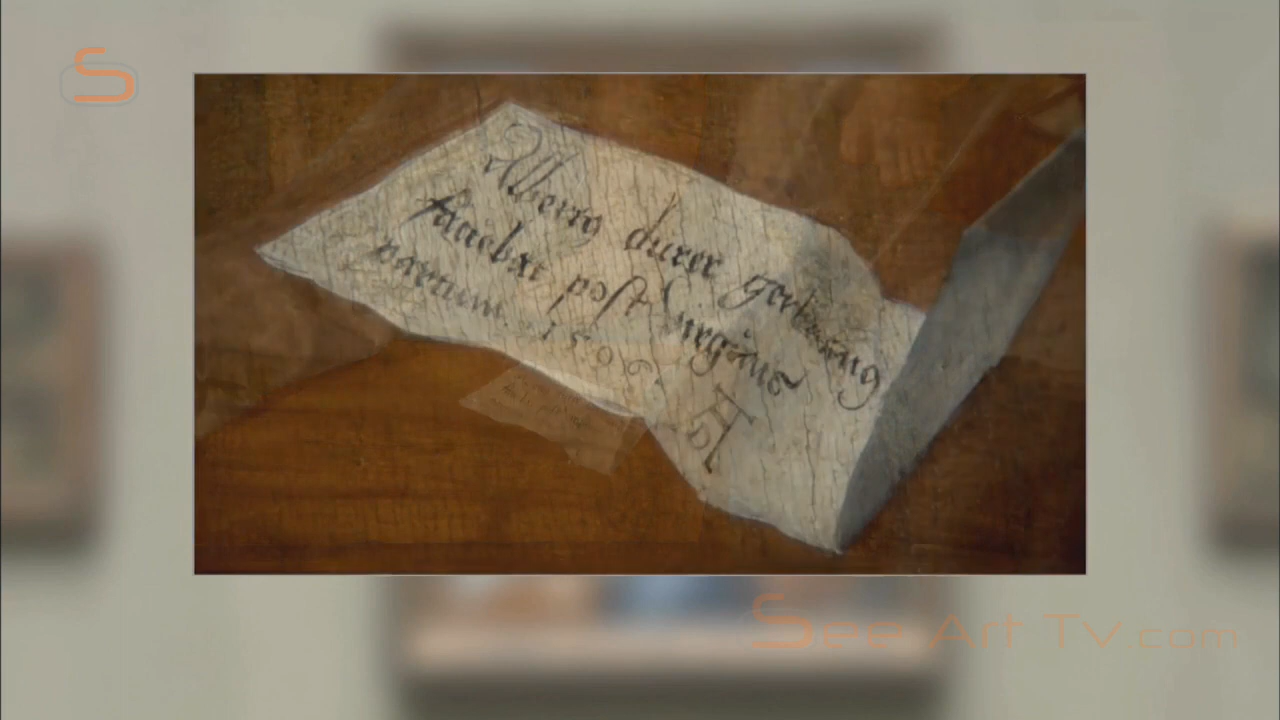 S
Albertus durer germanus
faciebat post Virginis
partum. 1506.
AD
See Art Tv.com